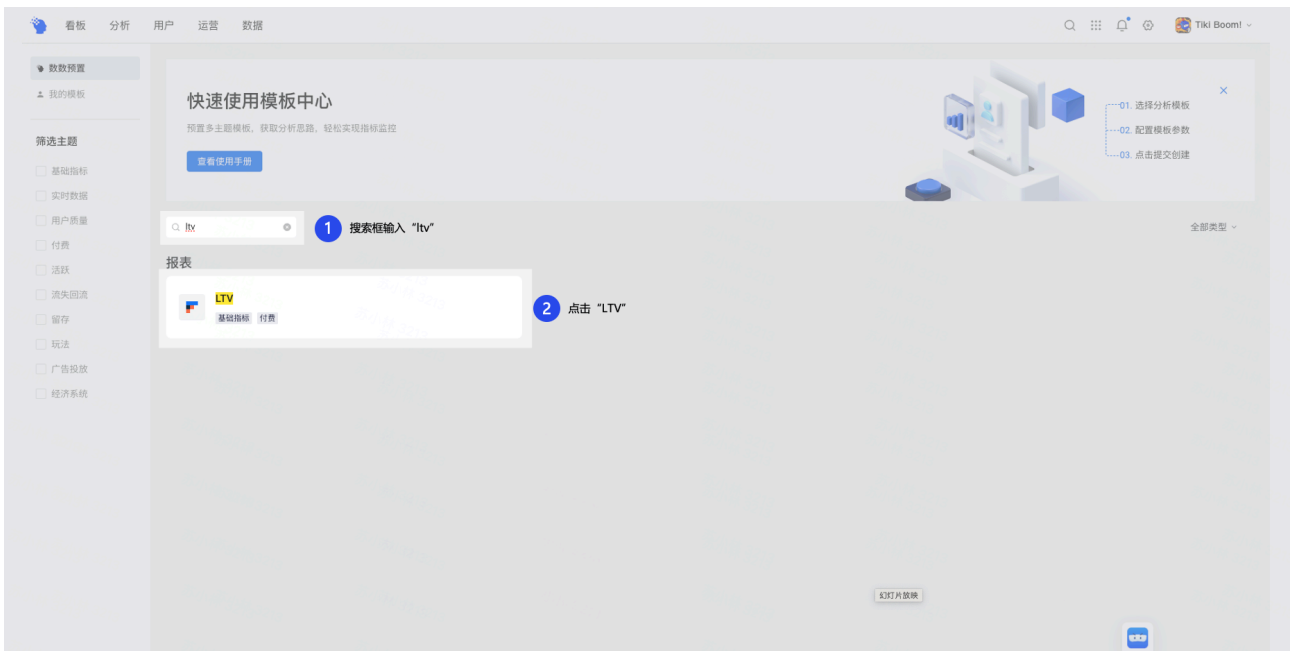 看板 分析 用户 运营 数据 Tiki Boom!
数数预置
我的模板
筛选主题
基础指标
实时数据
用户质量
付费
活跃
流失回流
留存
玩法
广告投放
经济系统
快速使用模板中心
预置多主题模板，获取分析思路，轻松实现指标监控
查看使用手册
01. 选择分析模板
02. 配置模板参数
03. 点击提交创建
ltv
1 搜索框输入“ltv”
全部类型
报表
LTV
基础指标 付费
2 点击“LTV”
幻灯片放映